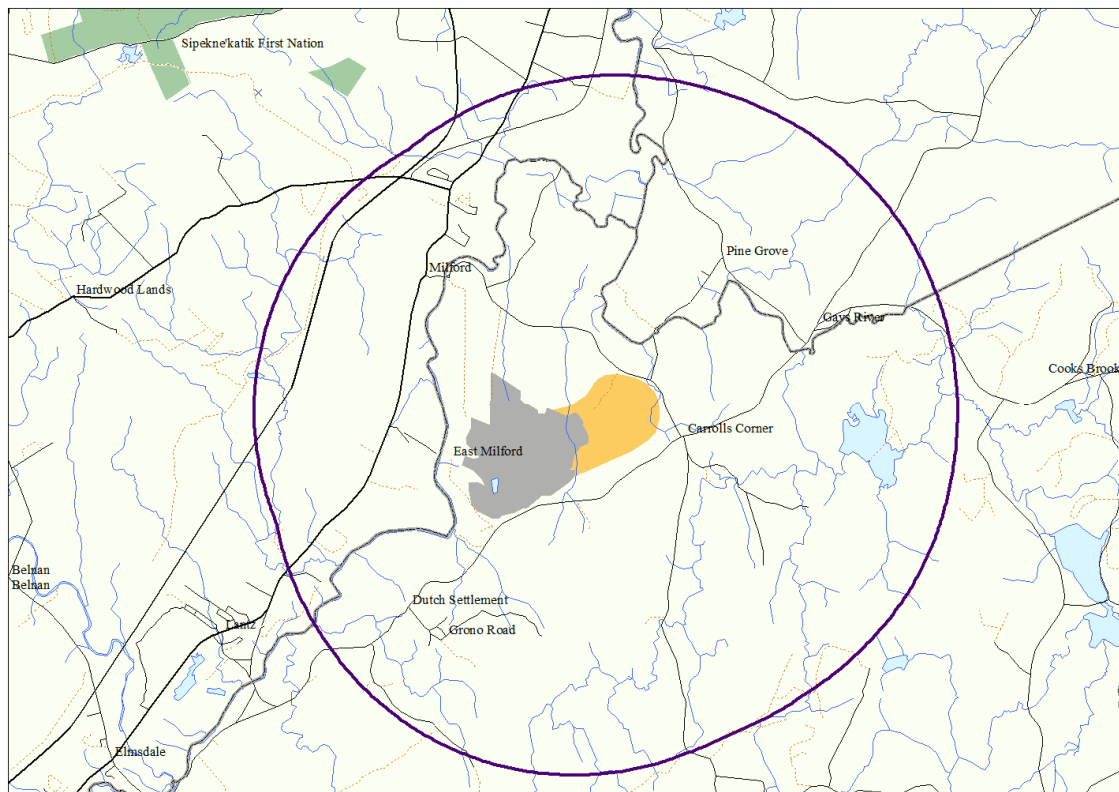 Sipekne'katik First Nation
Pine Grove
Milford
Hardwood Lands
Gays River
Cooks Brook
Carrolls Corner
East Milford
Belnan
Belnan
Dutch Settlement
Lantz
Grono Road
Elmsdale